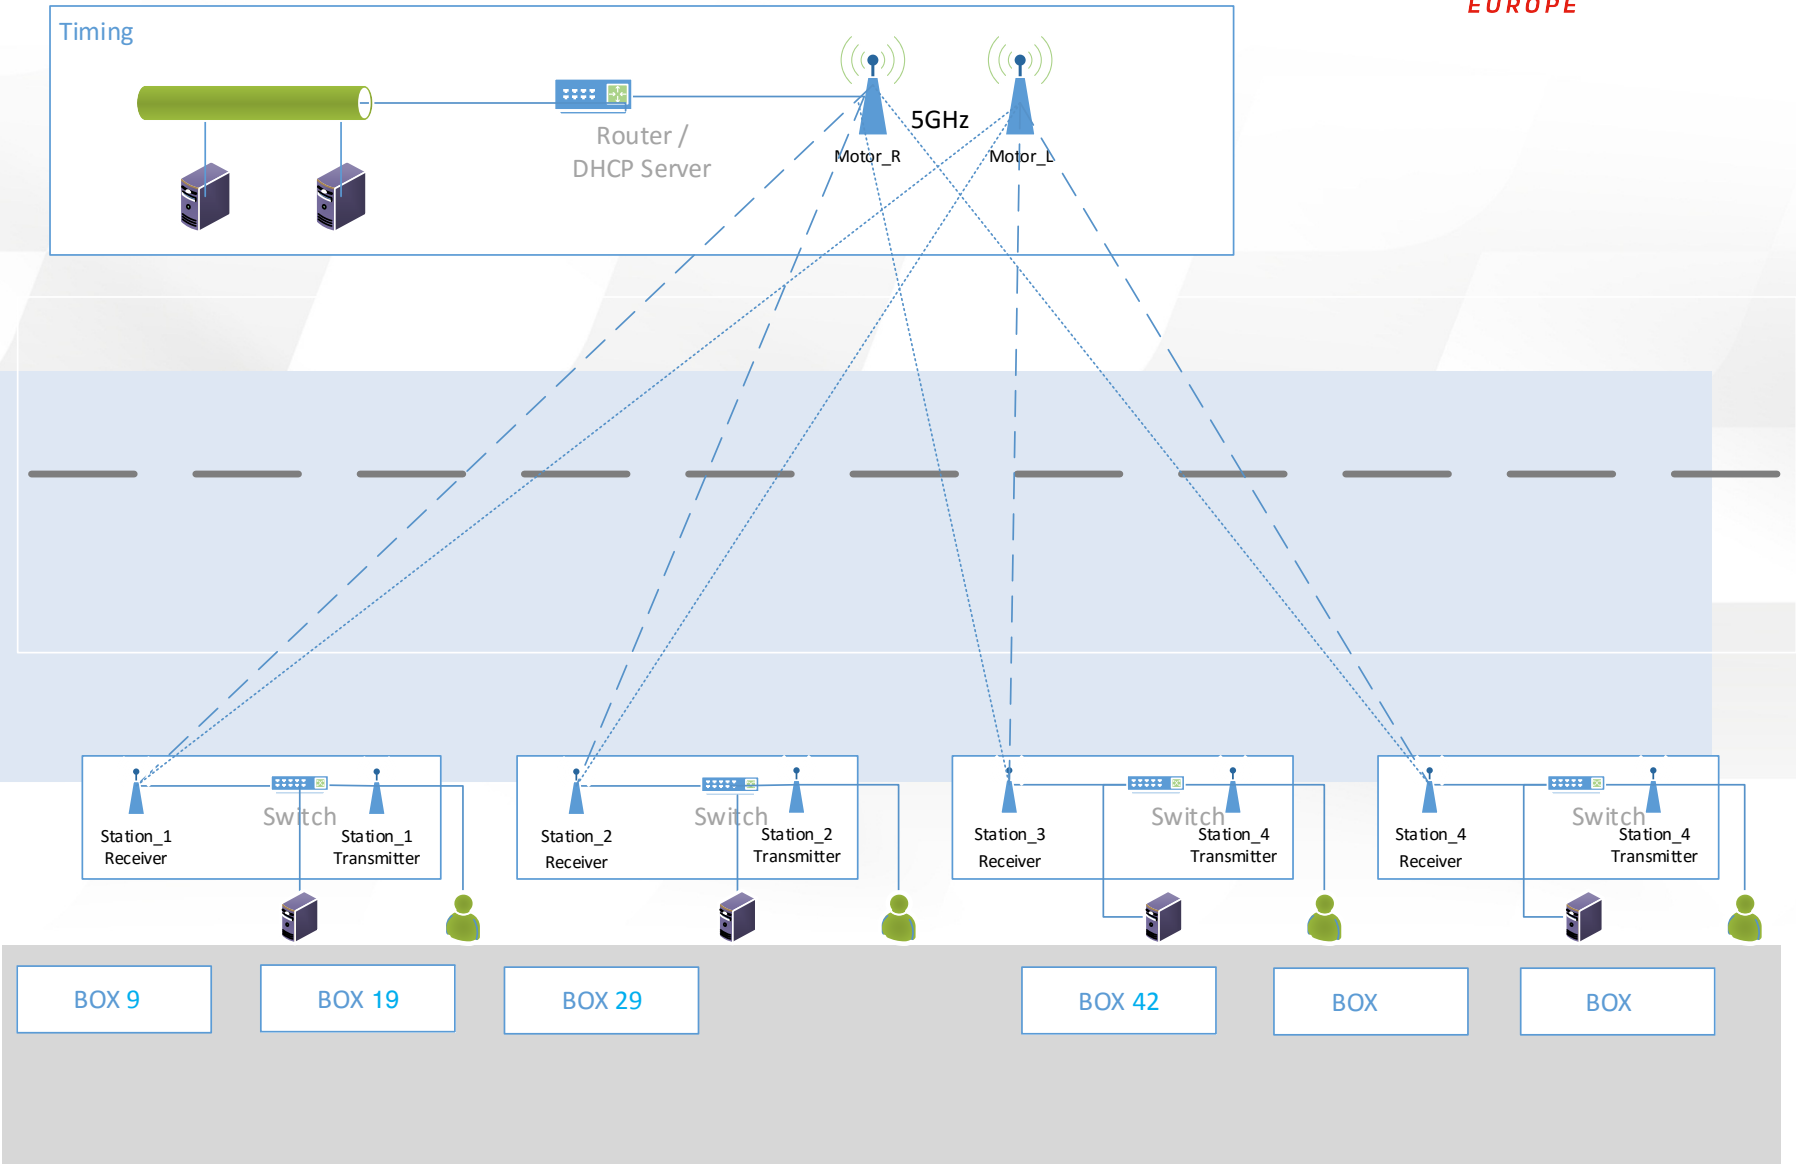 EUROPE
Timing
Router /
DHCP Server
5GHz
Motor_R
Motor_L
Switch
Station_1
Receiver
Station_1
Transmitter
Switch
Station_2
Receiver
Station_2
Transmitter
Switch
Station_3
Receiver
Station_4
Transmitter
Switch
Station_4
Receiver
Station_4
Transmitter
BOX 9
BOX 19
BOX 29
BOX 42
BOX
BOX